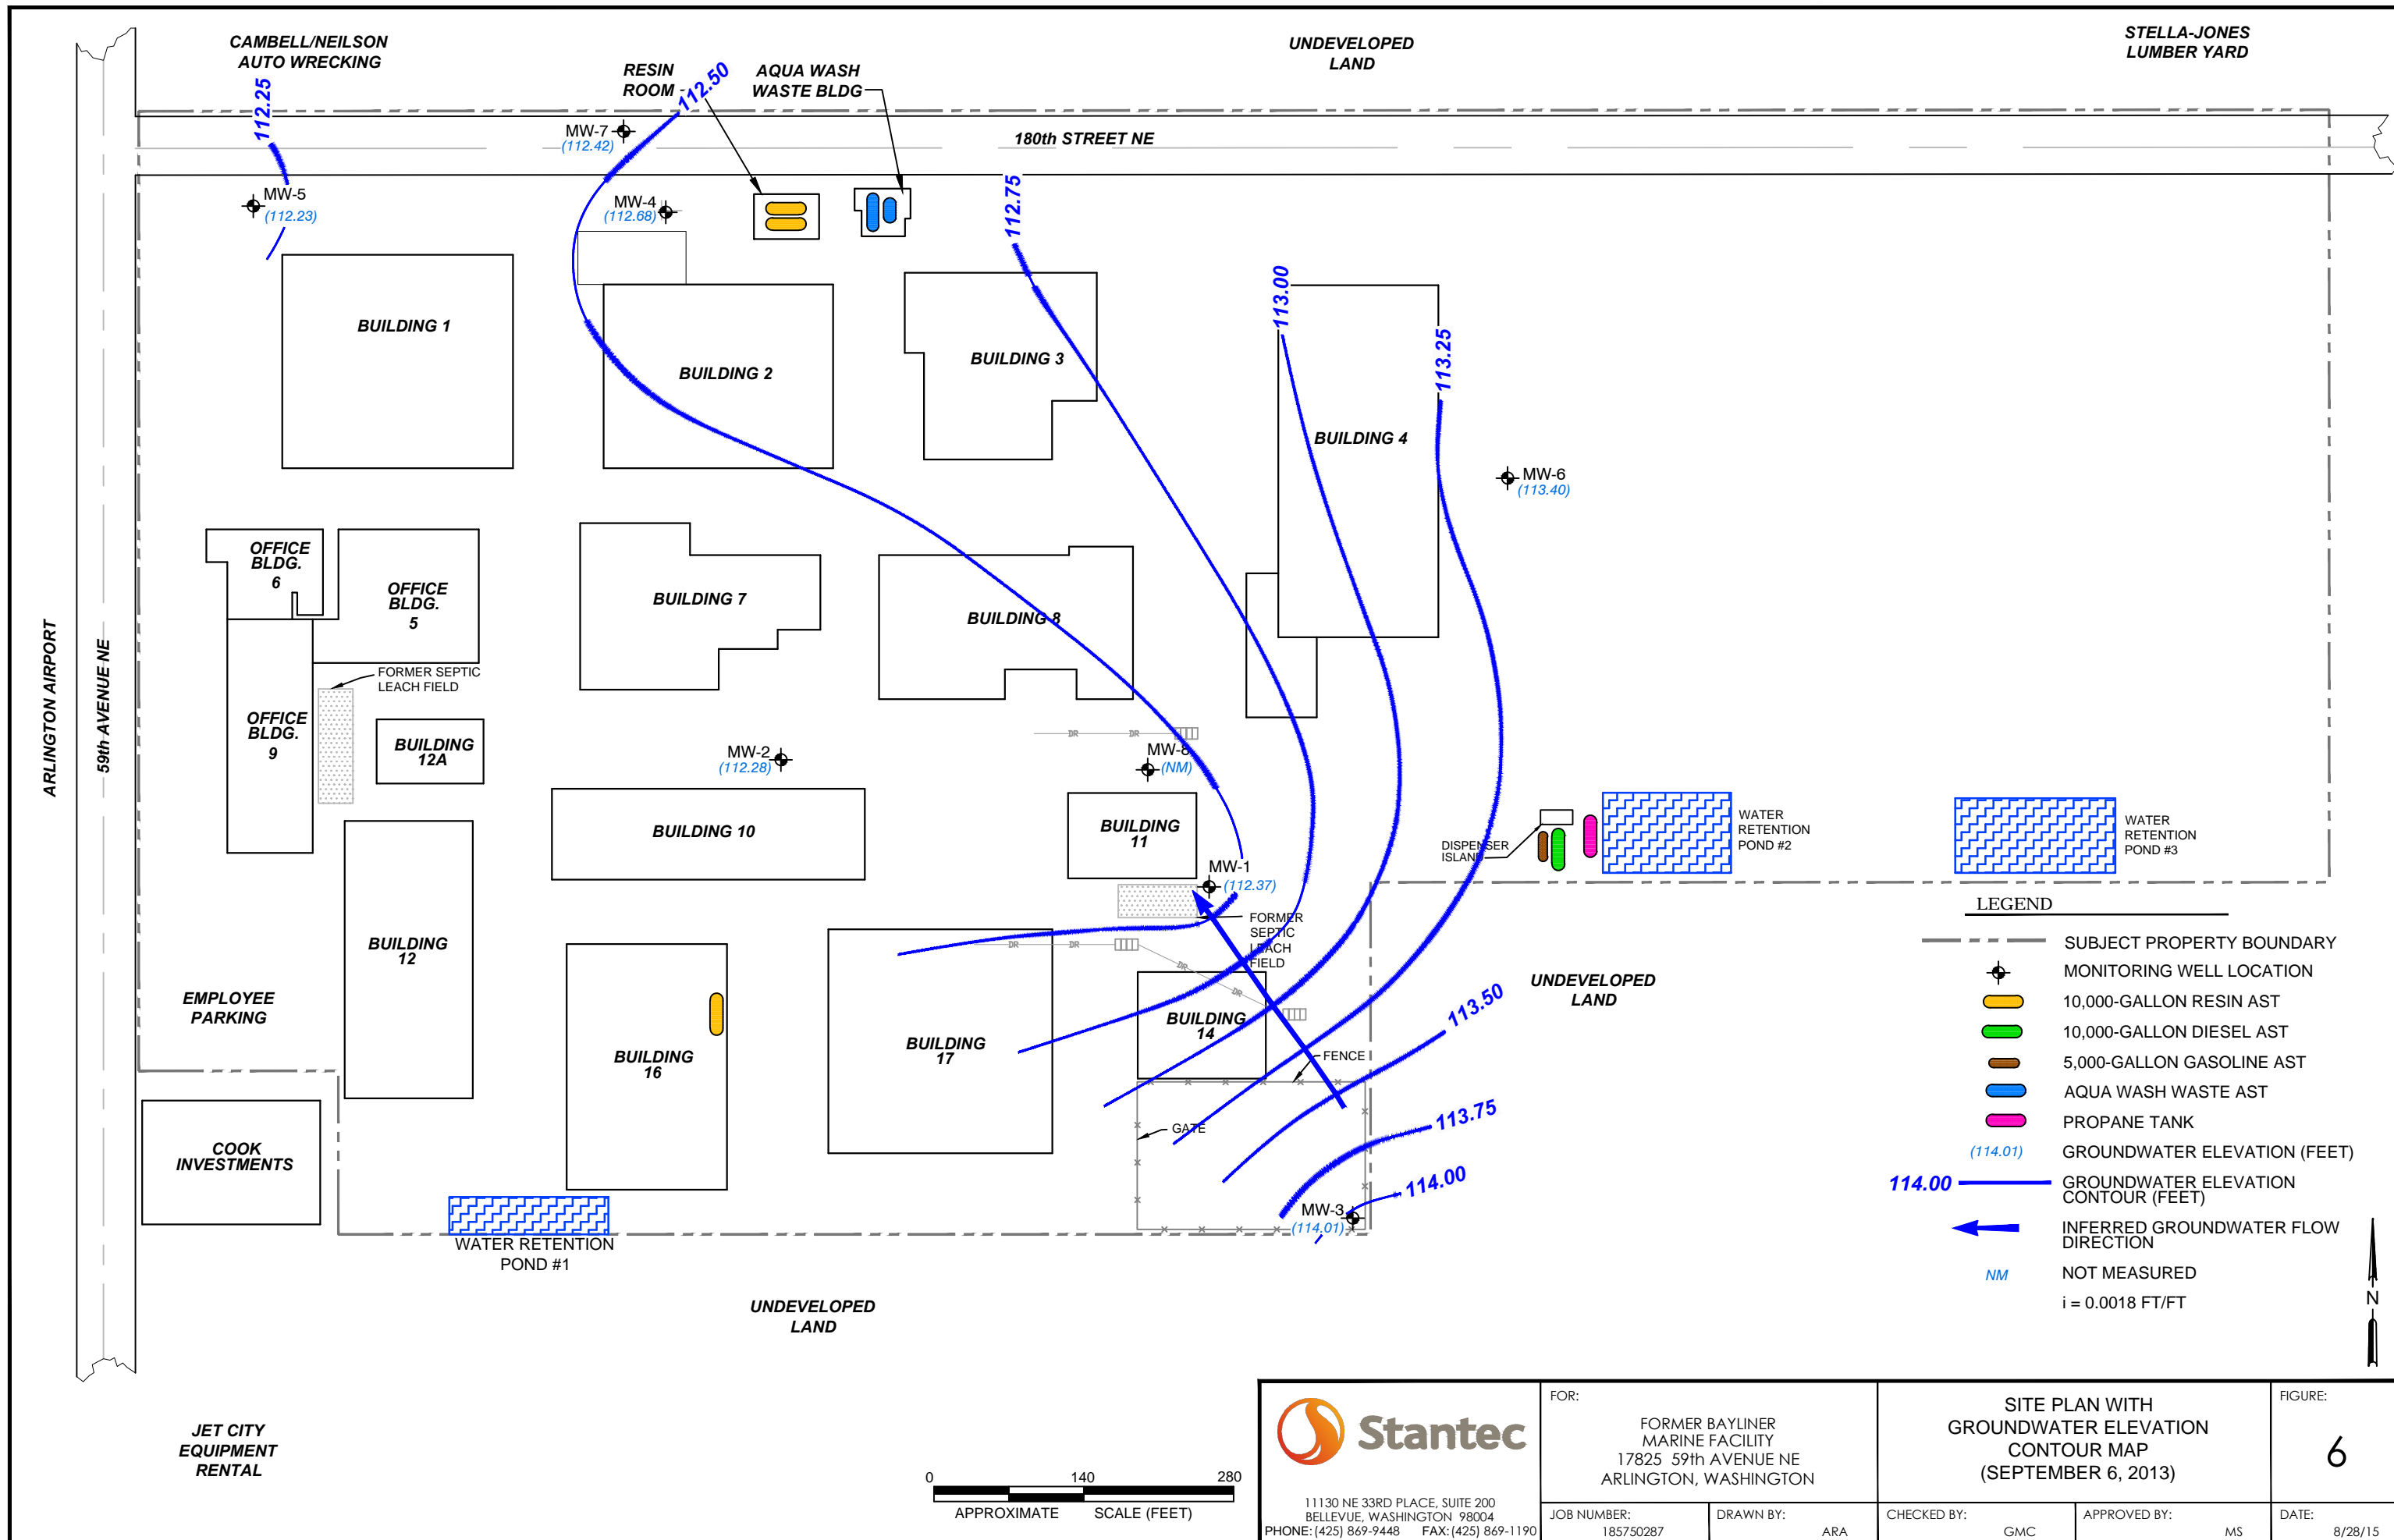 CAMBELL/NEILSON
AUTO WRECKING
UNDEVELOPED
LAND
STELLA-JONES
LUMBER YARD
RESIN
ROOM
AQUA WASH
WASTE BLDG
112.25
112.50
MW-7
(112.42)
180th STREET NE
MW-5
(112.23)
MW-4
(112.68)
112.75
113.00
113.25
BUILDING 1
BUILDING 2
BUILDING 3
BUILDING 4
MW-6
(113.40)
OFFICE
BLDG.
6
OFFICE
BLDG.
5
BUILDING 7
BUILDING 8
ARLINGTON AIRPORT
59th AVENUE NE
FORMER SEPTIC
LEACH FIELD
OFFICE
BLDG.
9
BUILDING
12A
MW-2
(112.28)
DR
DR
MW-8
(NM)
BUILDING 10
BUILDING
11
DISPENSER
ISLAND
WATER
RETENTION
POND #2
WATER
RETENTION
POND #3
MW-1
(112.37)
FORMER
SEPTIC
LEACH
FIELD
DR
DR
DR
DR
BUILDING
12
EMPLOYEE
PARKING
BUILDING
16
BUILDING
17
BUILDING
14
UNDEVELOPED
LAND
113.50
FENCE
113.75
GATE
114.00
MW-3
(114.01)
COOK
INVESTMENTS
WATER RETENTION
POND #1
UNDEVELOPED
LAND
JET CITY
EQUIPMENT
RENTAL
LEGEND
SUBJECT PROPERTY BOUNDARY
MONITORING WELL LOCATION
10,000-GALLON RESIN AST
10,000-GALLON DIESEL AST
5,000-GALLON GASOLINE AST
AQUA WASH WASTE AST
PROPANE TANK
(114.01) GROUNDWATER ELEVATION (FEET)
114.00 GROUNDWATER ELEVATION
CONTOUR (FEET)
INFERRED GROUNDWATER FLOW
DIRECTION
NM NOT MEASURED
i = 0.0018 FT/FT
N
0 140 280
APPROXIMATE SCALE (FEET)
Stantec
11130 NE 33RD PLACE, SUITE 200
BELLEVUE, WASHINGTON 98004
PHONE: (425) 869-9448 FAX: (425) 869-1190
FOR:
FORMER BAYLINER
MARINE FACILITY
17825 59th AVENUE NE
ARLINGTON, WASHINGTON
SITE PLAN WITH
GROUNDWATER ELEVATION
CONTOUR MAP
(SEPTEMBER 6, 2013)
FIGURE:
6
JOB NUMBER:
185750287
DRAWN BY:
ARA
CHECKED BY:
GMC
APPROVED BY:
MS
DATE:
8/28/15